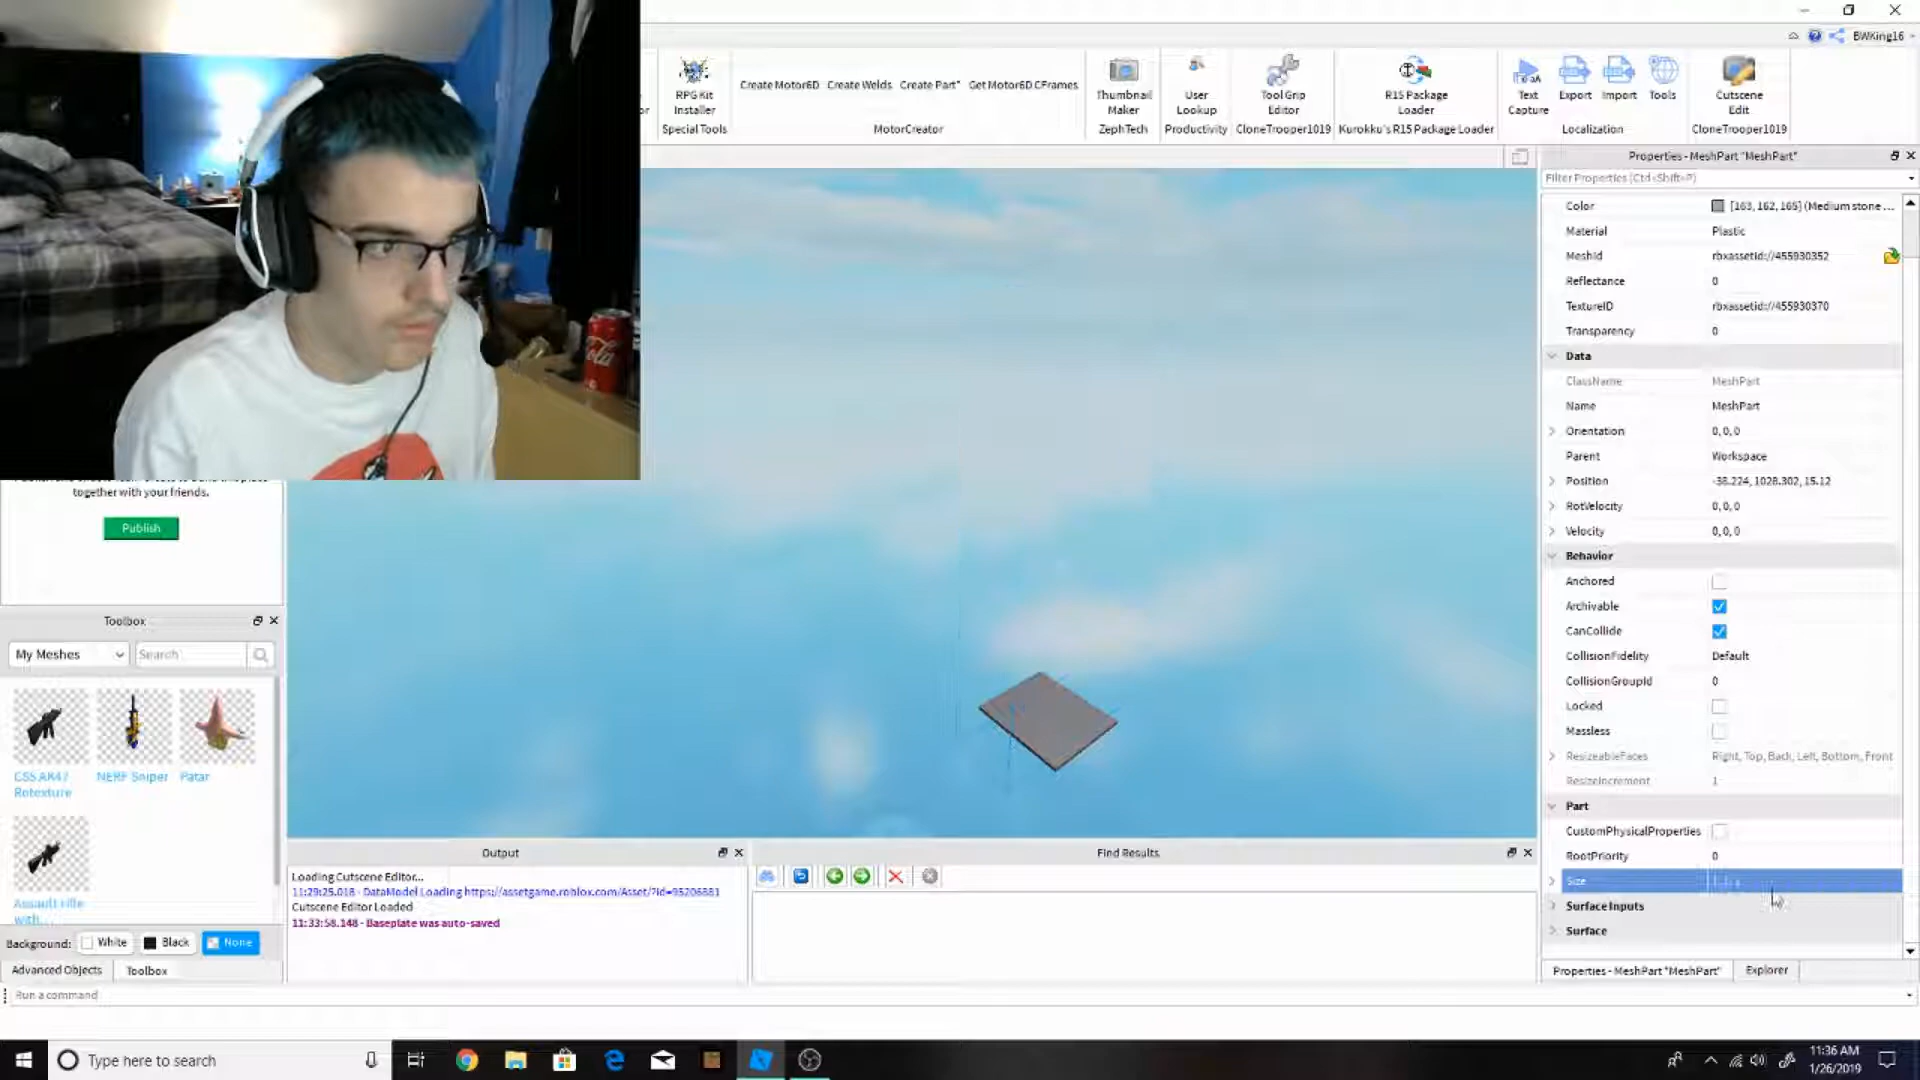 BWKing16
RPG Kit Installer
Special Tools
Create Motor6D Create Welds Create Part* Get Motor6D CFrames
MotorCreator
Thumbnail Maker
ZephTech
User Lookup
Productivity
Tool Grip Editor
CloneTrooper1019
R15 Package Loader
Kurokku's R15 Package Loader
Text Capture
Export
Import
Tools
Localization
Cutscene Edit
CloneTrooper1019
Properties - MeshPart "MeshPart"
Filter Properties (Ctrl+Shift+P)
Color [163, 162, 165] (Medium stone ...
Material Plastic
MeshId rbxassetid://455930352
Reflectance 0
TextureID rbxassetid://455930370
Transparency 0
Data
ClassName MeshPart
Name MeshPart
Orientation 0, 0, 0
Parent Workspace
Position -38.224, 1028.302, 15.12
RotVelocity 0, 0, 0
Velocity 0, 0, 0
Behavior
Anchored
Archivable
CanCollide
CollisionFidelity Default
CollisionGroupId 0
Locked
Massless
ResizeableFaces Right, Top, Back, Left, Bottom, Front
ResizeIncrement 1
Part
CustomPhysicalProperties
RootPriority 0
Size
Surface Inputs
Surface
Properties - MeshPart "MeshPart" Explorer
together with your friends.
Publish
Toolbox
My Meshes
Search
CSS AK47 Retexture
NERF Sniper
Patar
Assault Rifle with...
Background: White Black None
Advanced Objects Toolbox
Output
Loading Cutscene Editor...
11:29:25.018 - DataModel Loading https://assetgame.roblox.com/Asset/?id=95206881
Cutscene Editor Loaded
11:33:58.148 - Baseplate was auto-saved
Find Results
Run a command
Type here to search
11:36 AM
1/26/2019